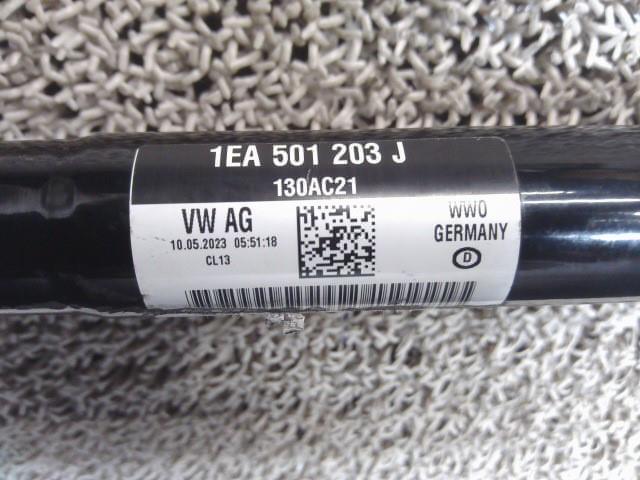 1EA 501 203 J
130AC21
VW AG
10.05.2023 05:51:18
CL13
WWO
GERMANY
D